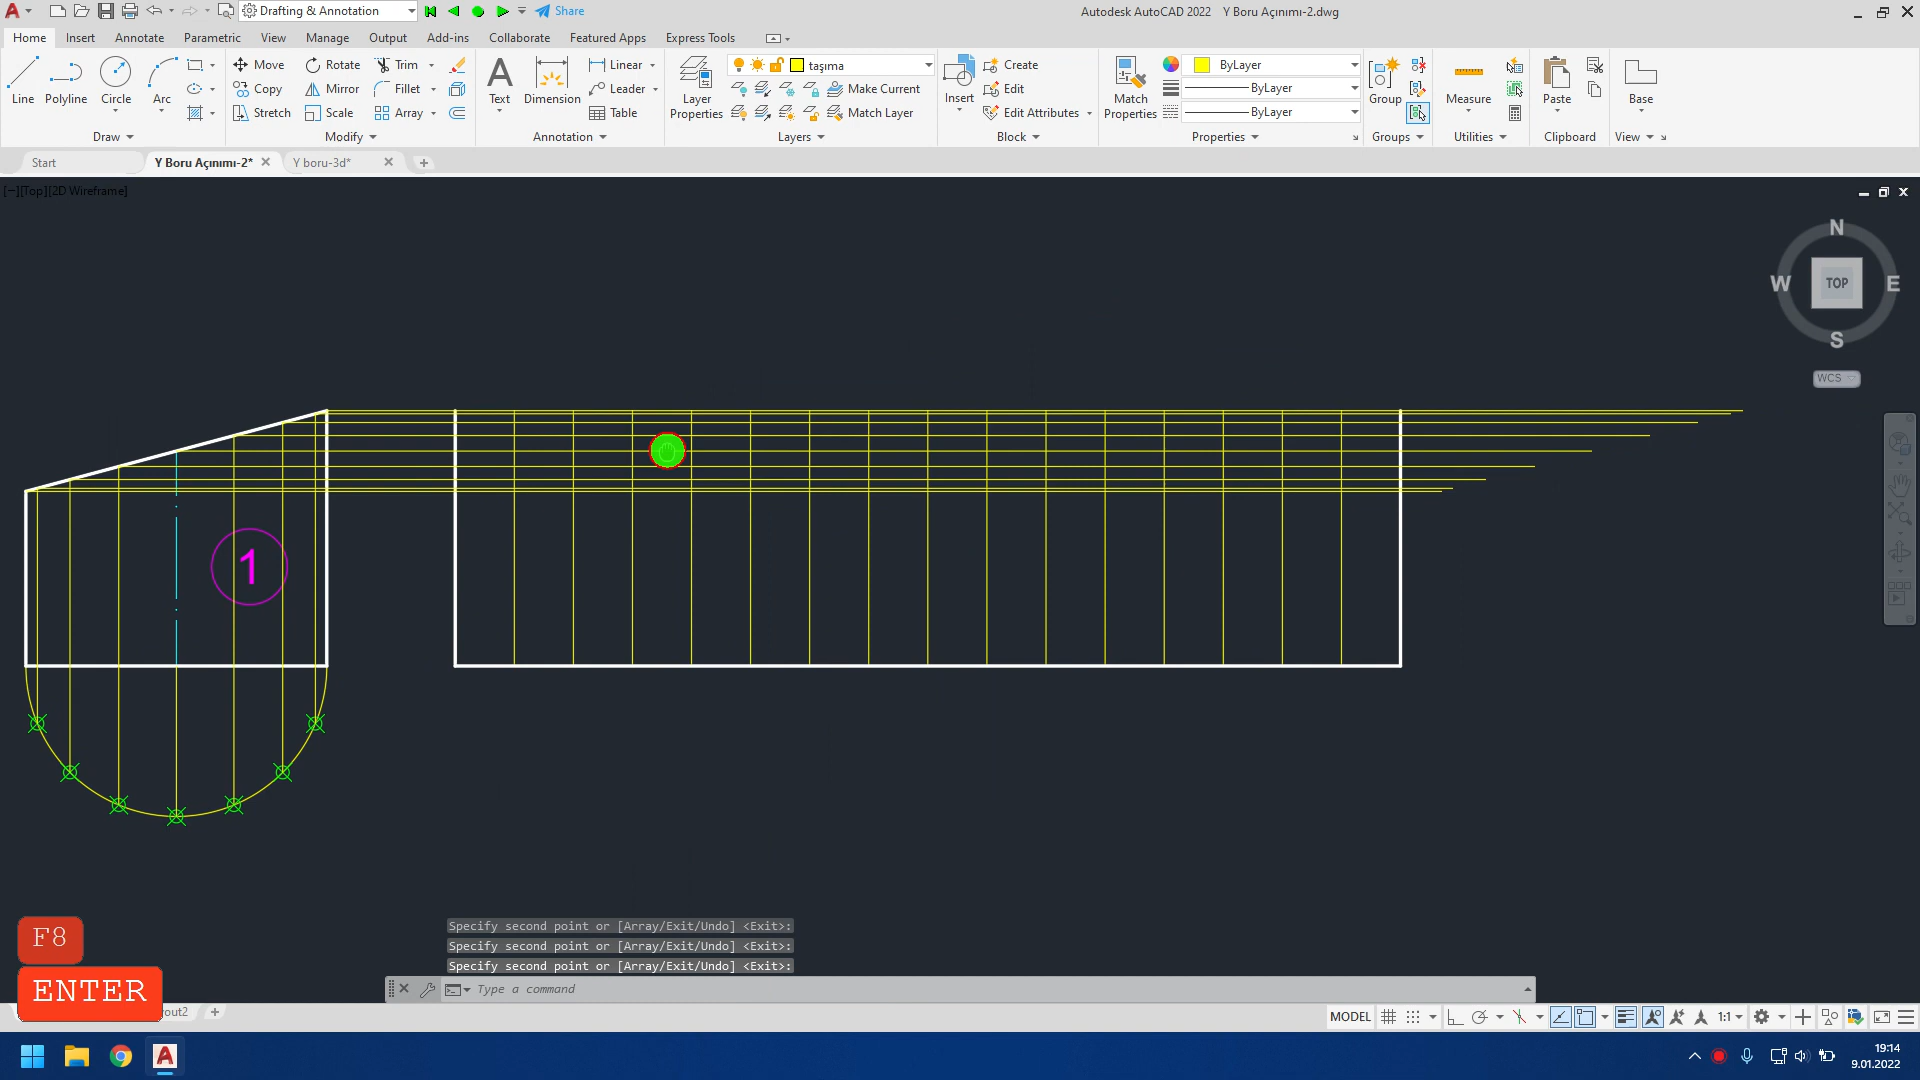 Drafting & Annotation
Share
Autodesk AutoCAD 2022 Y Boru Açınımı-2.dwg
Home Insert Annotate Parametric View Manage Output Add-ins Collaborate Featured Apps Express Tools
Line Polyline Circle Arc
Move Rotate Trim
Copy Mirror Fillet
Stretch Scale Array
Text Dimension
Linear
Leader
Table
Layer Properties
taşıma
Make Current
Match Layer
Insert
Create
Edit
Edit Attributes
Match Properties
ByLayer
ByLayer
ByLayer
Group Measure Paste Base
Draw Modify Annotation Layers Block Properties Groups Utilities Clipboard View
Start Y Boru Açınımı-2* Y boru-3d*
[−][Top][2D Wireframe]
N
W TOP E
S
WCS
1
Specify second point or [Array/Exit/Undo] <Exit>:
Specify second point or [Array/Exit/Undo] <Exit>:
Specify second point or [Array/Exit/Undo] <Exit>:
F8
ENTER
Type a command
out2
MODEL 1:1
19:14
9.01.2022